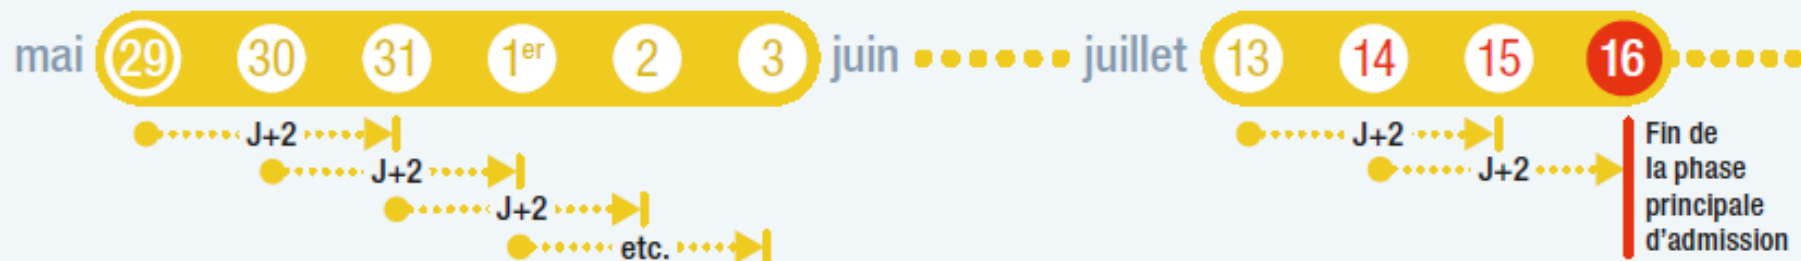 mai 29 30 31 1er 2 3 juin juillet 13 14 15 16
J+2 J+2 Fin de
J+2 J+2 la phase
J+2 principale
etc. d'admission